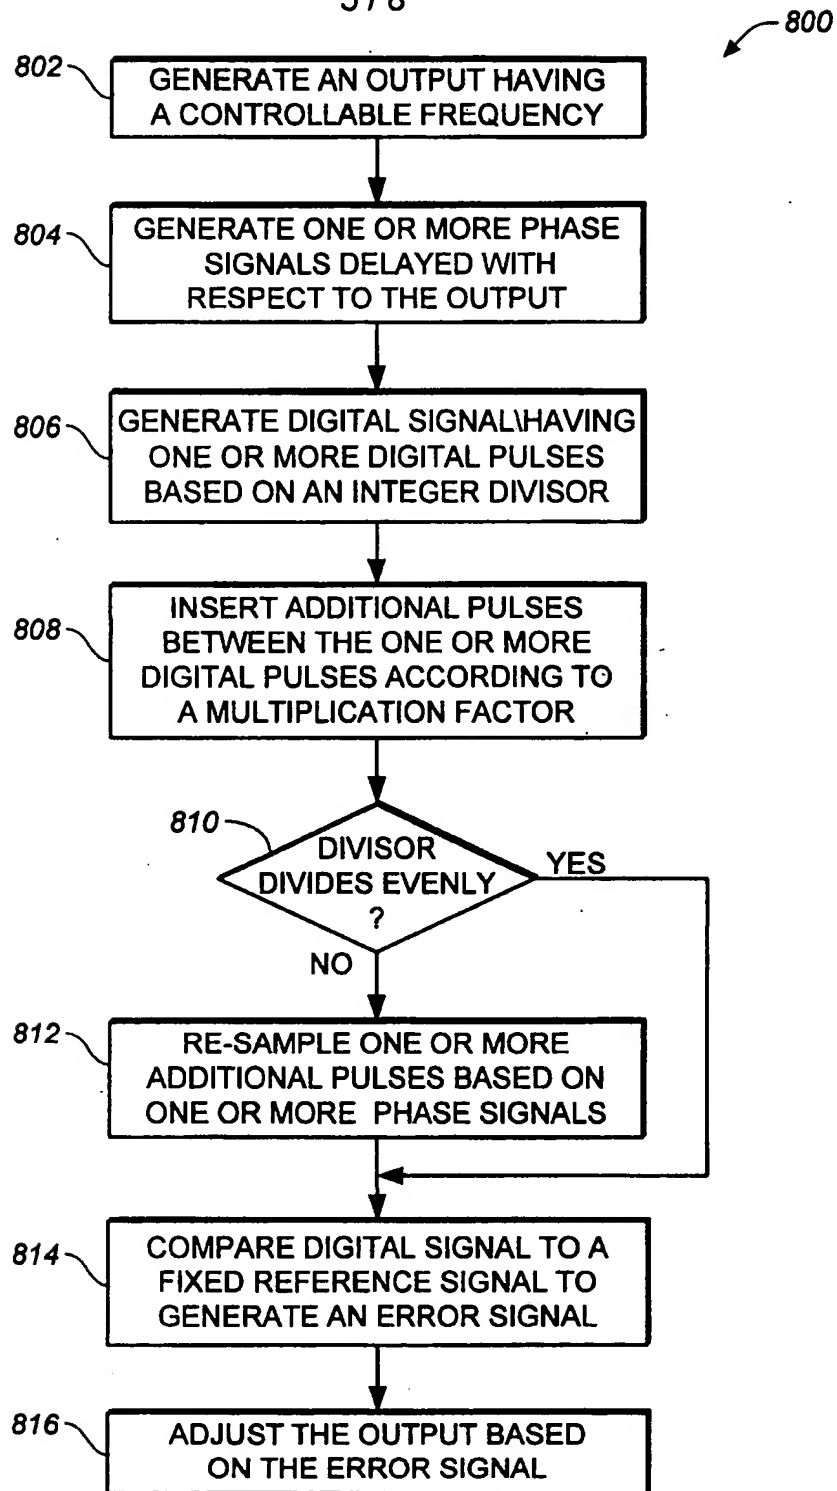 800
802
GENERATE AN OUTPUT HAVING
A CONTROLLABLE FREQUENCY
804
GENERATE ONE OR MORE PHASE
SIGNALS DELAYED WITH
RESPECT TO THE OUTPUT
806
GENERATE DIGITAL SIGNAL\HAVING
ONE OR MORE DIGITAL PULSES
BASED ON AN INTEGER DIVISOR
808
INSERT ADDITIONAL PULSES
BETWEEN THE ONE OR MORE
DIGITAL PULSES ACCORDING TO
A MULTIPLICATION FACTOR
810
DIVISOR
DIVIDES EVENLY
?
YES
NO
812
RE-SAMPLE ONE OR MORE
ADDITIONAL PULSES BASED ON
ONE OR MORE PHASE SIGNALS
814
COMPARE DIGITAL SIGNAL TO A
FIXED REFERENCE SIGNAL TO
GENERATE AN ERROR SIGNAL
816
ADJUST THE OUTPUT BASED
ON THE ERROR SIGNAL